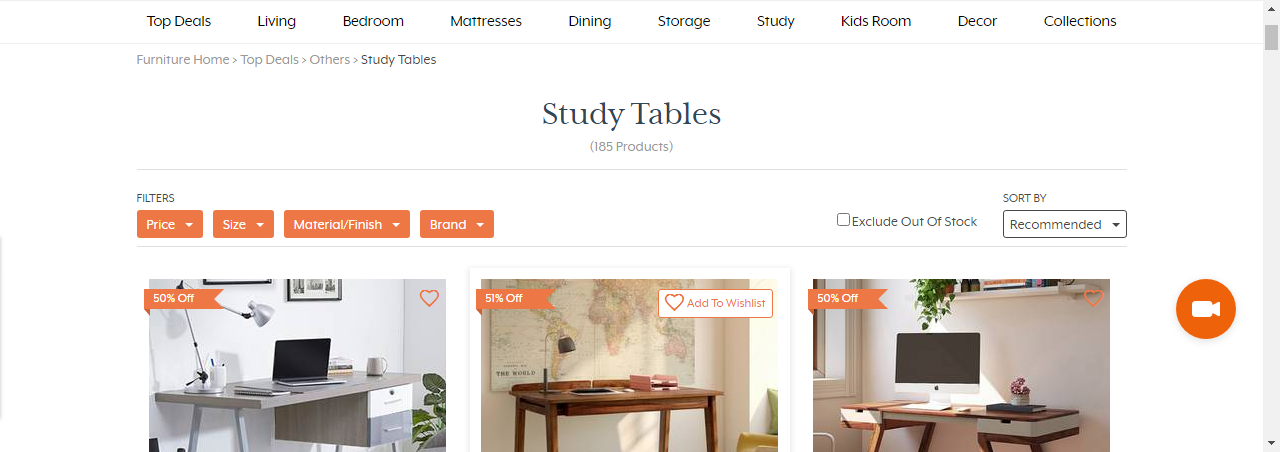 Top Deals Living Bedroom Mattresses Dining Storage Study Kids Room Decor Collections
Furniture Home > Top Deals > Others > Study Tables
Study Tables
(185 Products)
FILTERS
SORT BY
Price Size Material/Finish Brand
Exclude Out Of Stock
Recommended
50% Off
51% Off
Add To Wishlist
50% Off
THE WORLD